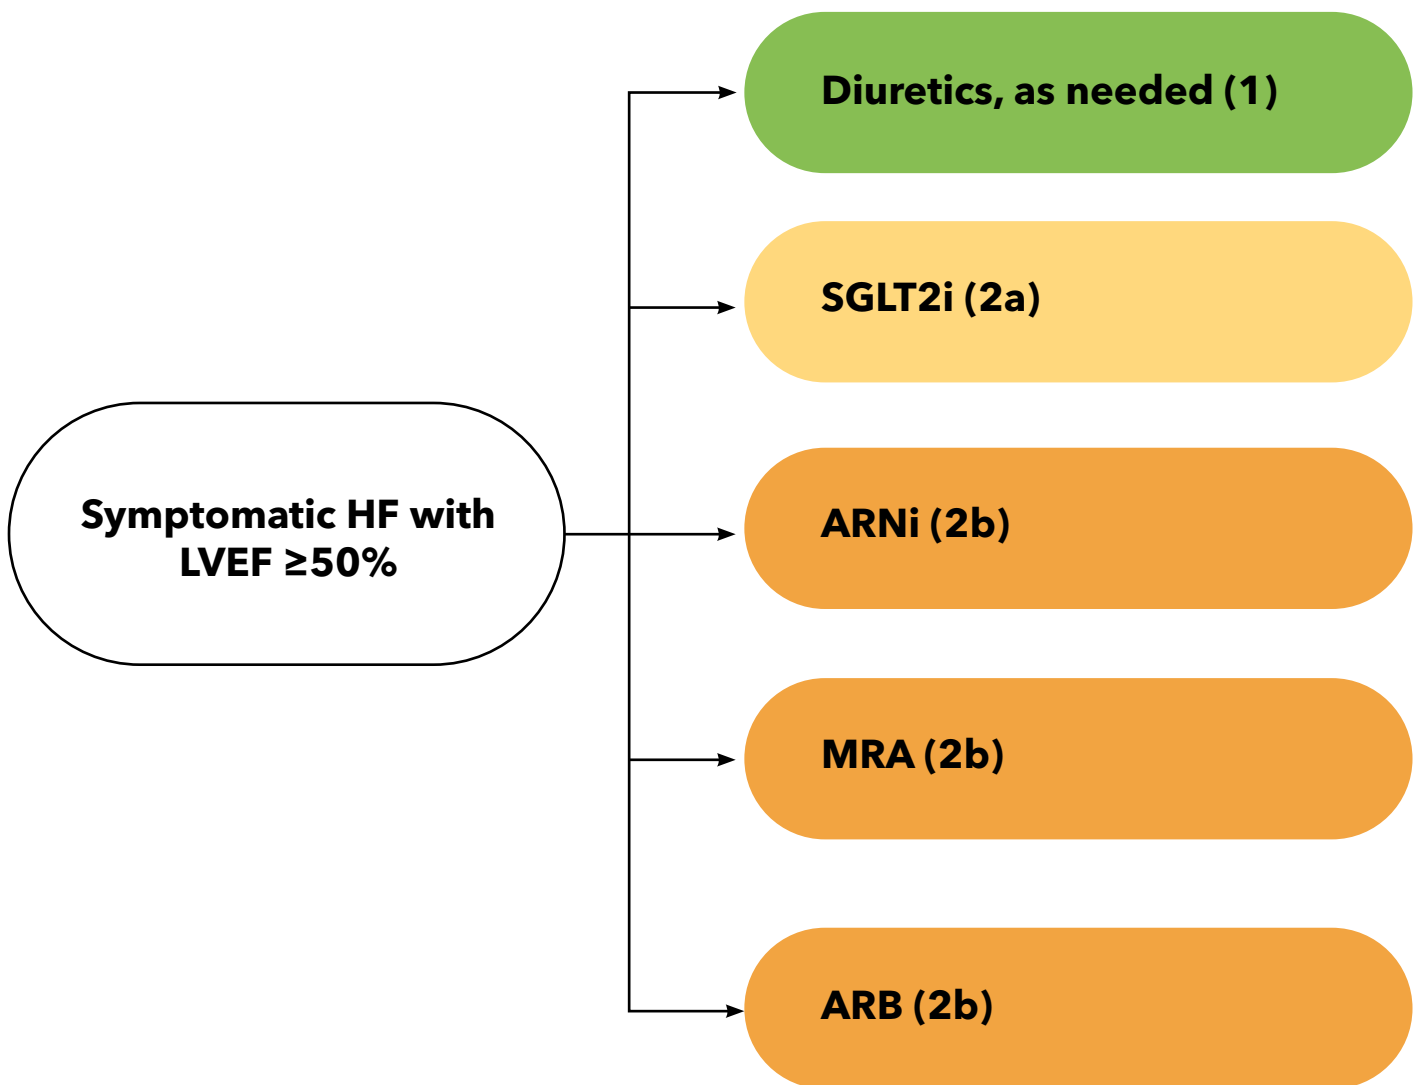 Diuretics, as needed (1)
SGLT2i (2a)
Symptomatic HF with
LVEF ≥50%
ARNi (2b)
MRA (2b)
ARB (2b)